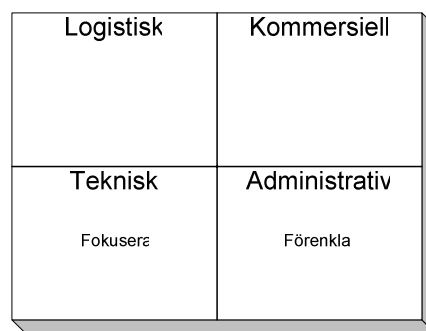 Logistisk
Kommersiell
Teknisk
Fokusera
Administrativ
Förenkla